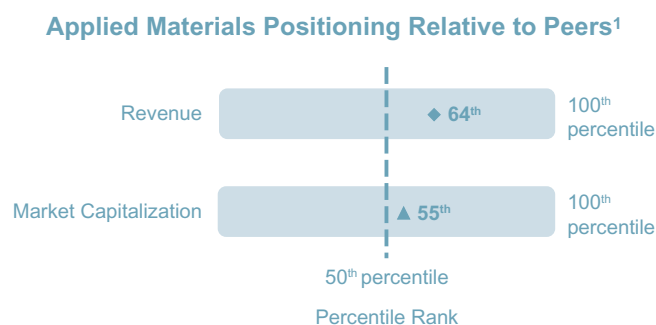 Applied Materials Positioning Relative to Peers¹
Revenue
◆ 64th
100th
percentile
Market Capitalization
▲ 55th
100th
percentile
50th percentile
Percentile Rank